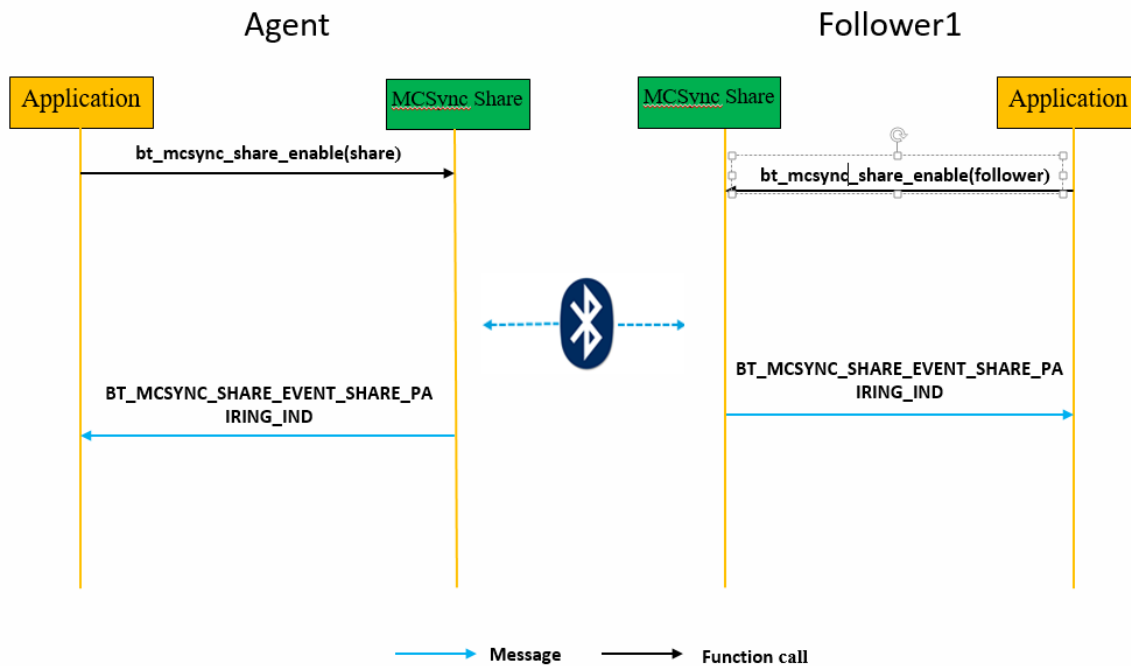 Agent
Follower1
Application
MCSync Share
MCSync Share
Application
bt_mcsync_share_enable(share)
bt_mcsync_share_enable(follower)
BT_MCSYNC_SHARE_EVENT_SHARE_PA
IRING_IND
BT_MCSYNC_SHARE_EVENT_SHARE_PA
IRING_IND
Message
Function call